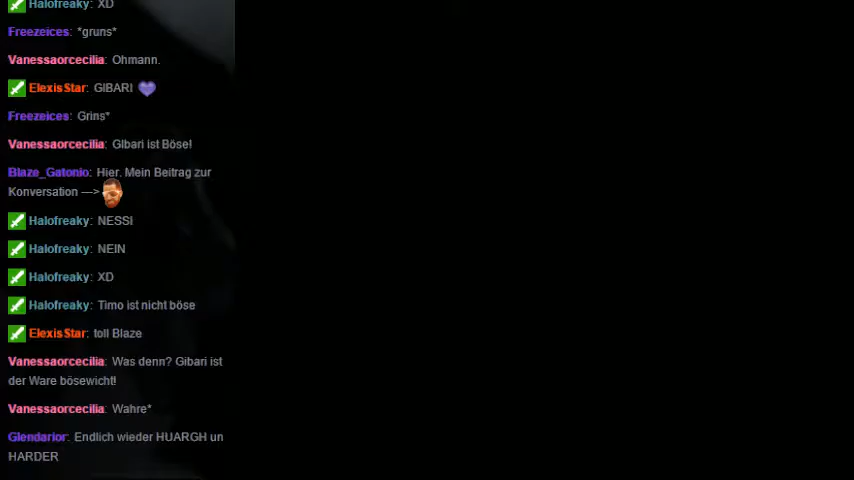 Halofreaky: XD
Freezeices: *gruns*
Vanessaorcecilia: Ohmann.
ElexisStar: GIBARI
Freezeices: Grins*
Vanessaorcecilia: GIbari ist Böse!
Blaze_Gatonio: Hier. Mein Beitrag zur
Konversation --->
Halofreaky: NESSI
Halofreaky: NEIN
Halofreaky: XD
Halofreaky: Timo ist nicht böse
ElexisStar: toll Blaze
Vanessaorcecilia: Was denn? Gibari ist
der Ware bösewicht!
Vanessaorcecilia: Wahre*
Glendarior: Endlich wieder HUARGH un
HARDER